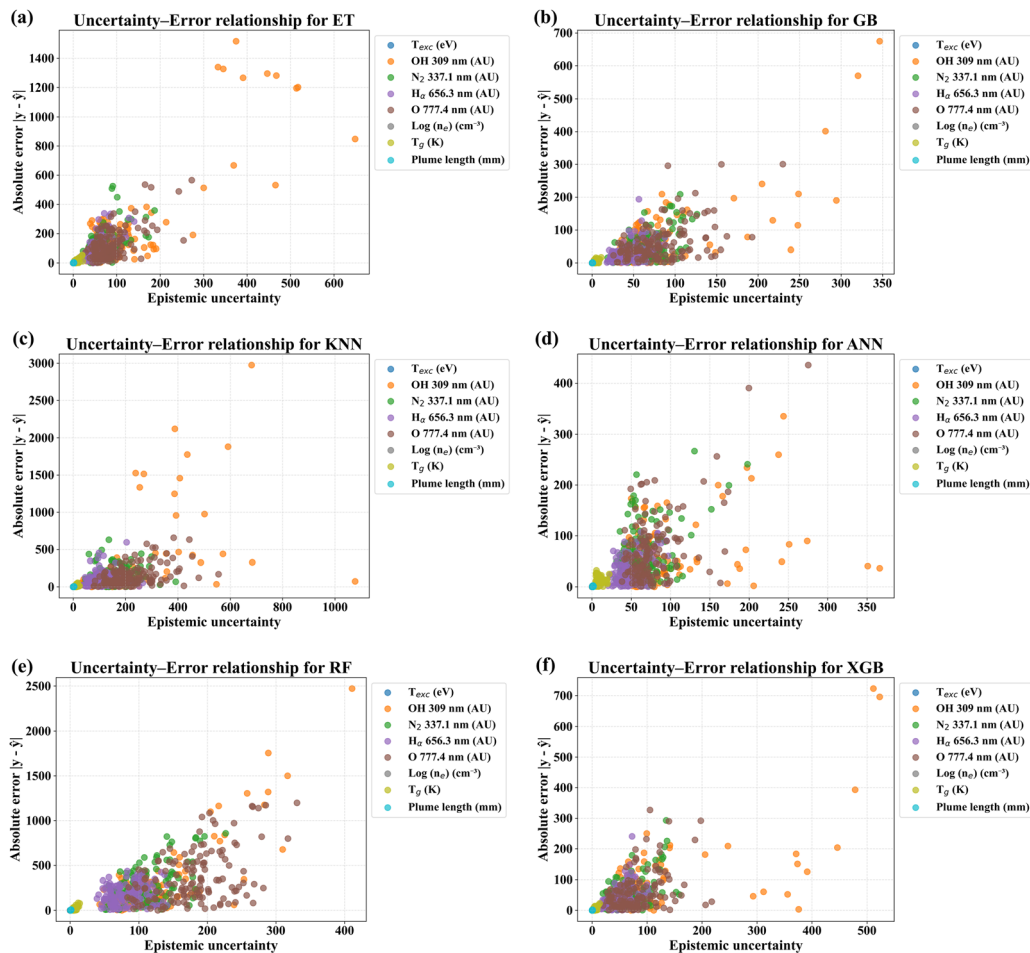 (a)
Uncertainty–Error relationship for ET
Absolute error |y - ŷ|
1400
1200
1000
800
600
400
200
0
0 100 200 300 400 500 600
Epistemic uncertainty
T_exc (eV)
OH 309 nm (AU)
N₂ 337.1 nm (AU)
Hα 656.3 nm (AU)
O 777.4 nm (AU)
Log (nₑ) (cm⁻³)
T_g (K)
Plume length (mm)
(b)
Uncertainty–Error relationship for GB
Absolute error |y - ŷ|
700
600
500
400
300
200
100
0
0 50 100 150 200 250 300 350
Epistemic uncertainty
T_exc (eV)
OH 309 nm (AU)
N₂ 337.1 nm (AU)
Hα 656.3 nm (AU)
O 777.4 nm (AU)
Log (nₑ) (cm⁻³)
T_g (K)
Plume length (mm)
(c)
Uncertainty–Error relationship for KNN
Absolute error |y - ŷ|
3000
2500
2000
1500
1000
500
0
0 200 400 600 800 1000
Epistemic uncertainty
T_exc (eV)
OH 309 nm (AU)
N₂ 337.1 nm (AU)
Hα 656.3 nm (AU)
O 777.4 nm (AU)
Log (nₑ) (cm⁻³)
T_g (K)
Plume length (mm)
(d)
Uncertainty–Error relationship for ANN
Absolute error |y - ŷ|
400
300
200
100
0
0 50 100 150 200 250 300 350
Epistemic uncertainty
T_exc (eV)
OH 309 nm (AU)
N₂ 337.1 nm (AU)
Hα 656.3 nm (AU)
O 777.4 nm (AU)
Log (nₑ) (cm⁻³)
T_g (K)
Plume length (mm)
(e)
Uncertainty–Error relationship for RF
Absolute error |y - ŷ|
2500
2000
1500
1000
500
0
0 100 200 300 400
Epistemic uncertainty
T_exc (eV)
OH 309 nm (AU)
N₂ 337.1 nm (AU)
Hα 656.3 nm (AU)
O 777.4 nm (AU)
Log (nₑ) (cm⁻³)
T_g (K)
Plume length (mm)
(f)
Uncertainty–Error relationship for XGB
Absolute error |y - ŷ|
700
600
500
400
300
200
100
0
0 100 200 300 400 500
Epistemic uncertainty
T_exc (eV)
OH 309 nm (AU)
N₂ 337.1 nm (AU)
Hα 656.3 nm (AU)
O 777.4 nm (AU)
Log (nₑ) (cm⁻³)
T_g (K)
Plume length (mm)